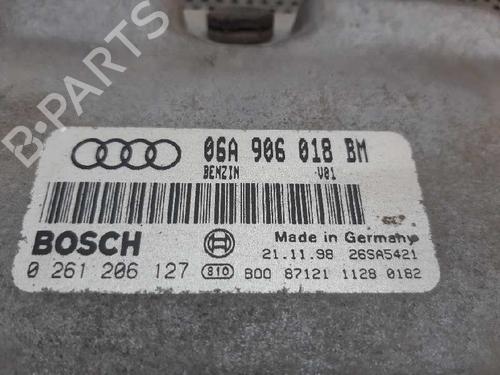 06A 906 018 BM
BENZIN V01
BOSCH
Made in Germany
21.11.98 26SA5421
0 261 206 127 810 B00 87121 1128 0182
B-PARTS